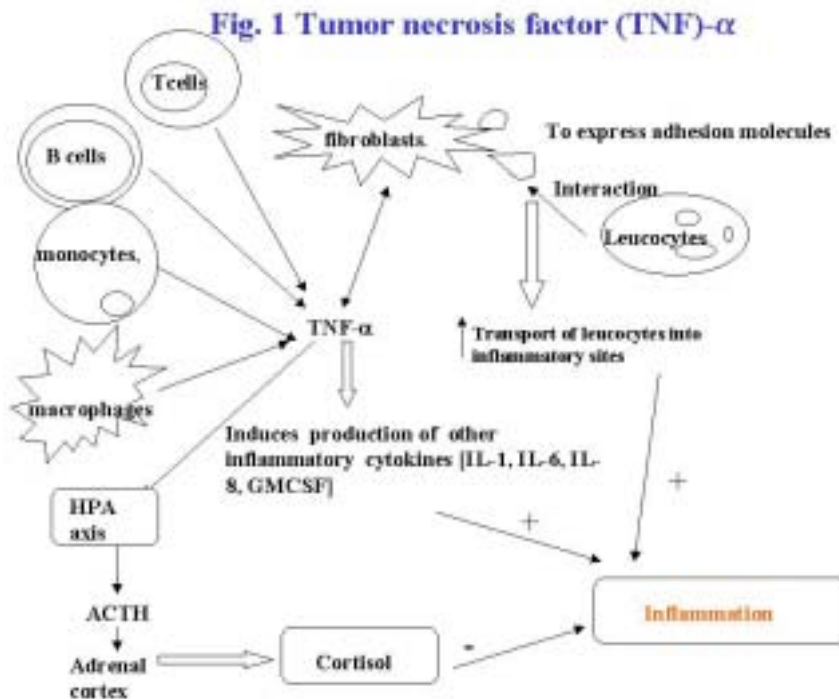 Fig. 1 Tumor necrosis factor (TNF)-α
T cells
fibroblasts.
To express adhesion molecules
B cells
Interaction
Leucocytes
monocytes,
TNF-α
↑ Transport of leucocytes into
inflammatory sites
macrophages
Induces production of other
inflammatory cytokines [IL-1, IL-6, IL-
8, GMCSF]
+
+
HPA
axis
ACTH
Inflammation
-
Cortisol
Adrenal
cortex